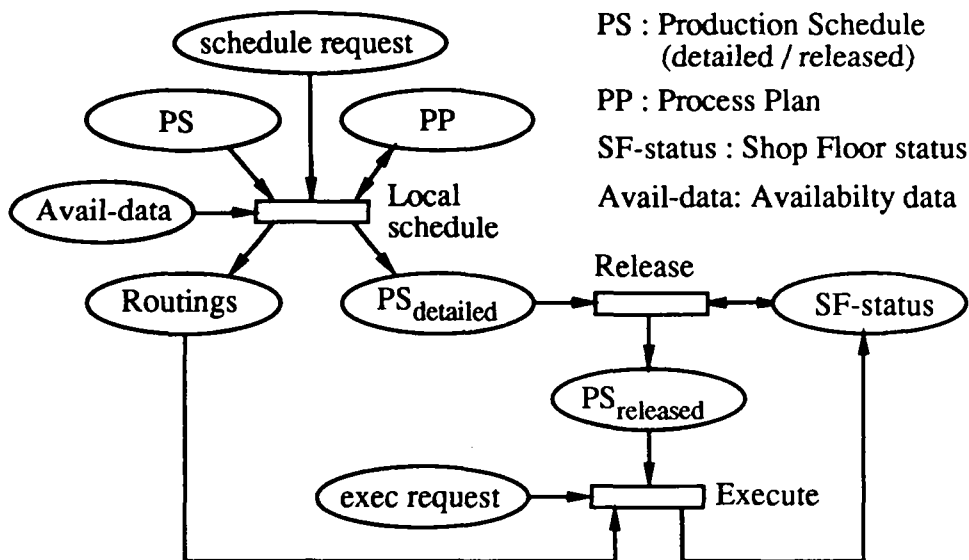 schedule request
PS : Production Schedule
(detailed / released)
PS
PP
PP : Process Plan
SF-status : Shop Floor status
Avail-data
Local
schedule
Avail-data: Availabilty data
Routings
PSdetailed
Release
SF-status
PSreleased
exec request
Execute